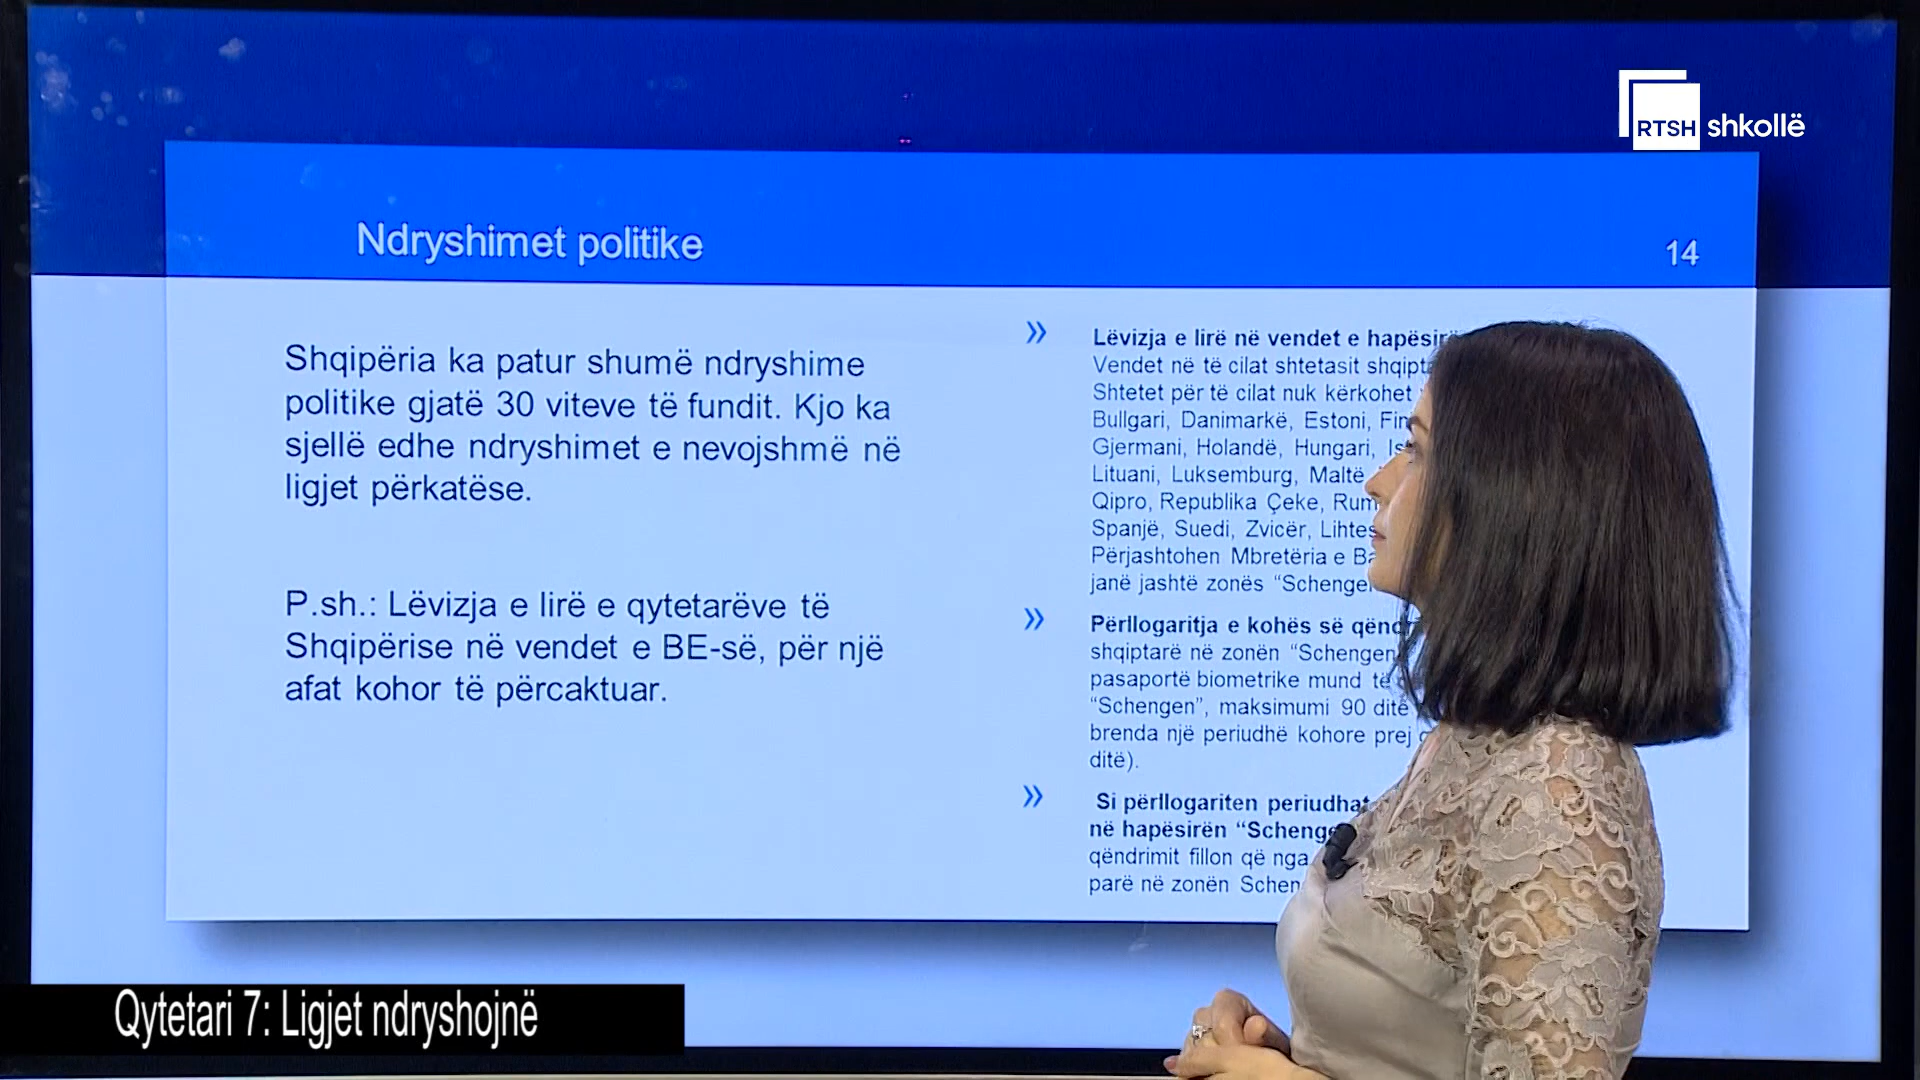 RTSH shkollë
Ndryshimet politike
14
Shqipëria ka patur shumë ndryshime
politike gjatë 30 viteve të fundit. Kjo ka
sjellë edhe ndryshimet e nevojshmë në
ligjet përkatëse.
P.sh.: Lëvizja e lirë e qytetarëve të
Shqipërise në vendet e BE-së, për një
afat kohor të përcaktuar.
» Lëvizja e lirë në vendet e
Vendet në të cilat shtetasit
Shtetet për të cilat nuk kërkohet
Bullgari, Danimarkë, Estoni,
Gjermani, Holandë, Hungari,
Lituani, Luksemburg, Maltë
Qipro, Republika Çeke,
Spanjë, Suedi, Zvicër,
Përjashtohen Mbretëria e
janë jashtë zonës
» Përllogaritja e kohës së
shqiptarë në zonën “Schengen
pasaportë biometrike mund të
“Schengen”, maksimumi 90 ditë
brenda një periudhë kohore prej
ditë).
» Si përllogariten
në hapësirën
qëndrimit fillon që nga
parë në zonën
Qytetari 7: Ligjet ndryshojnë